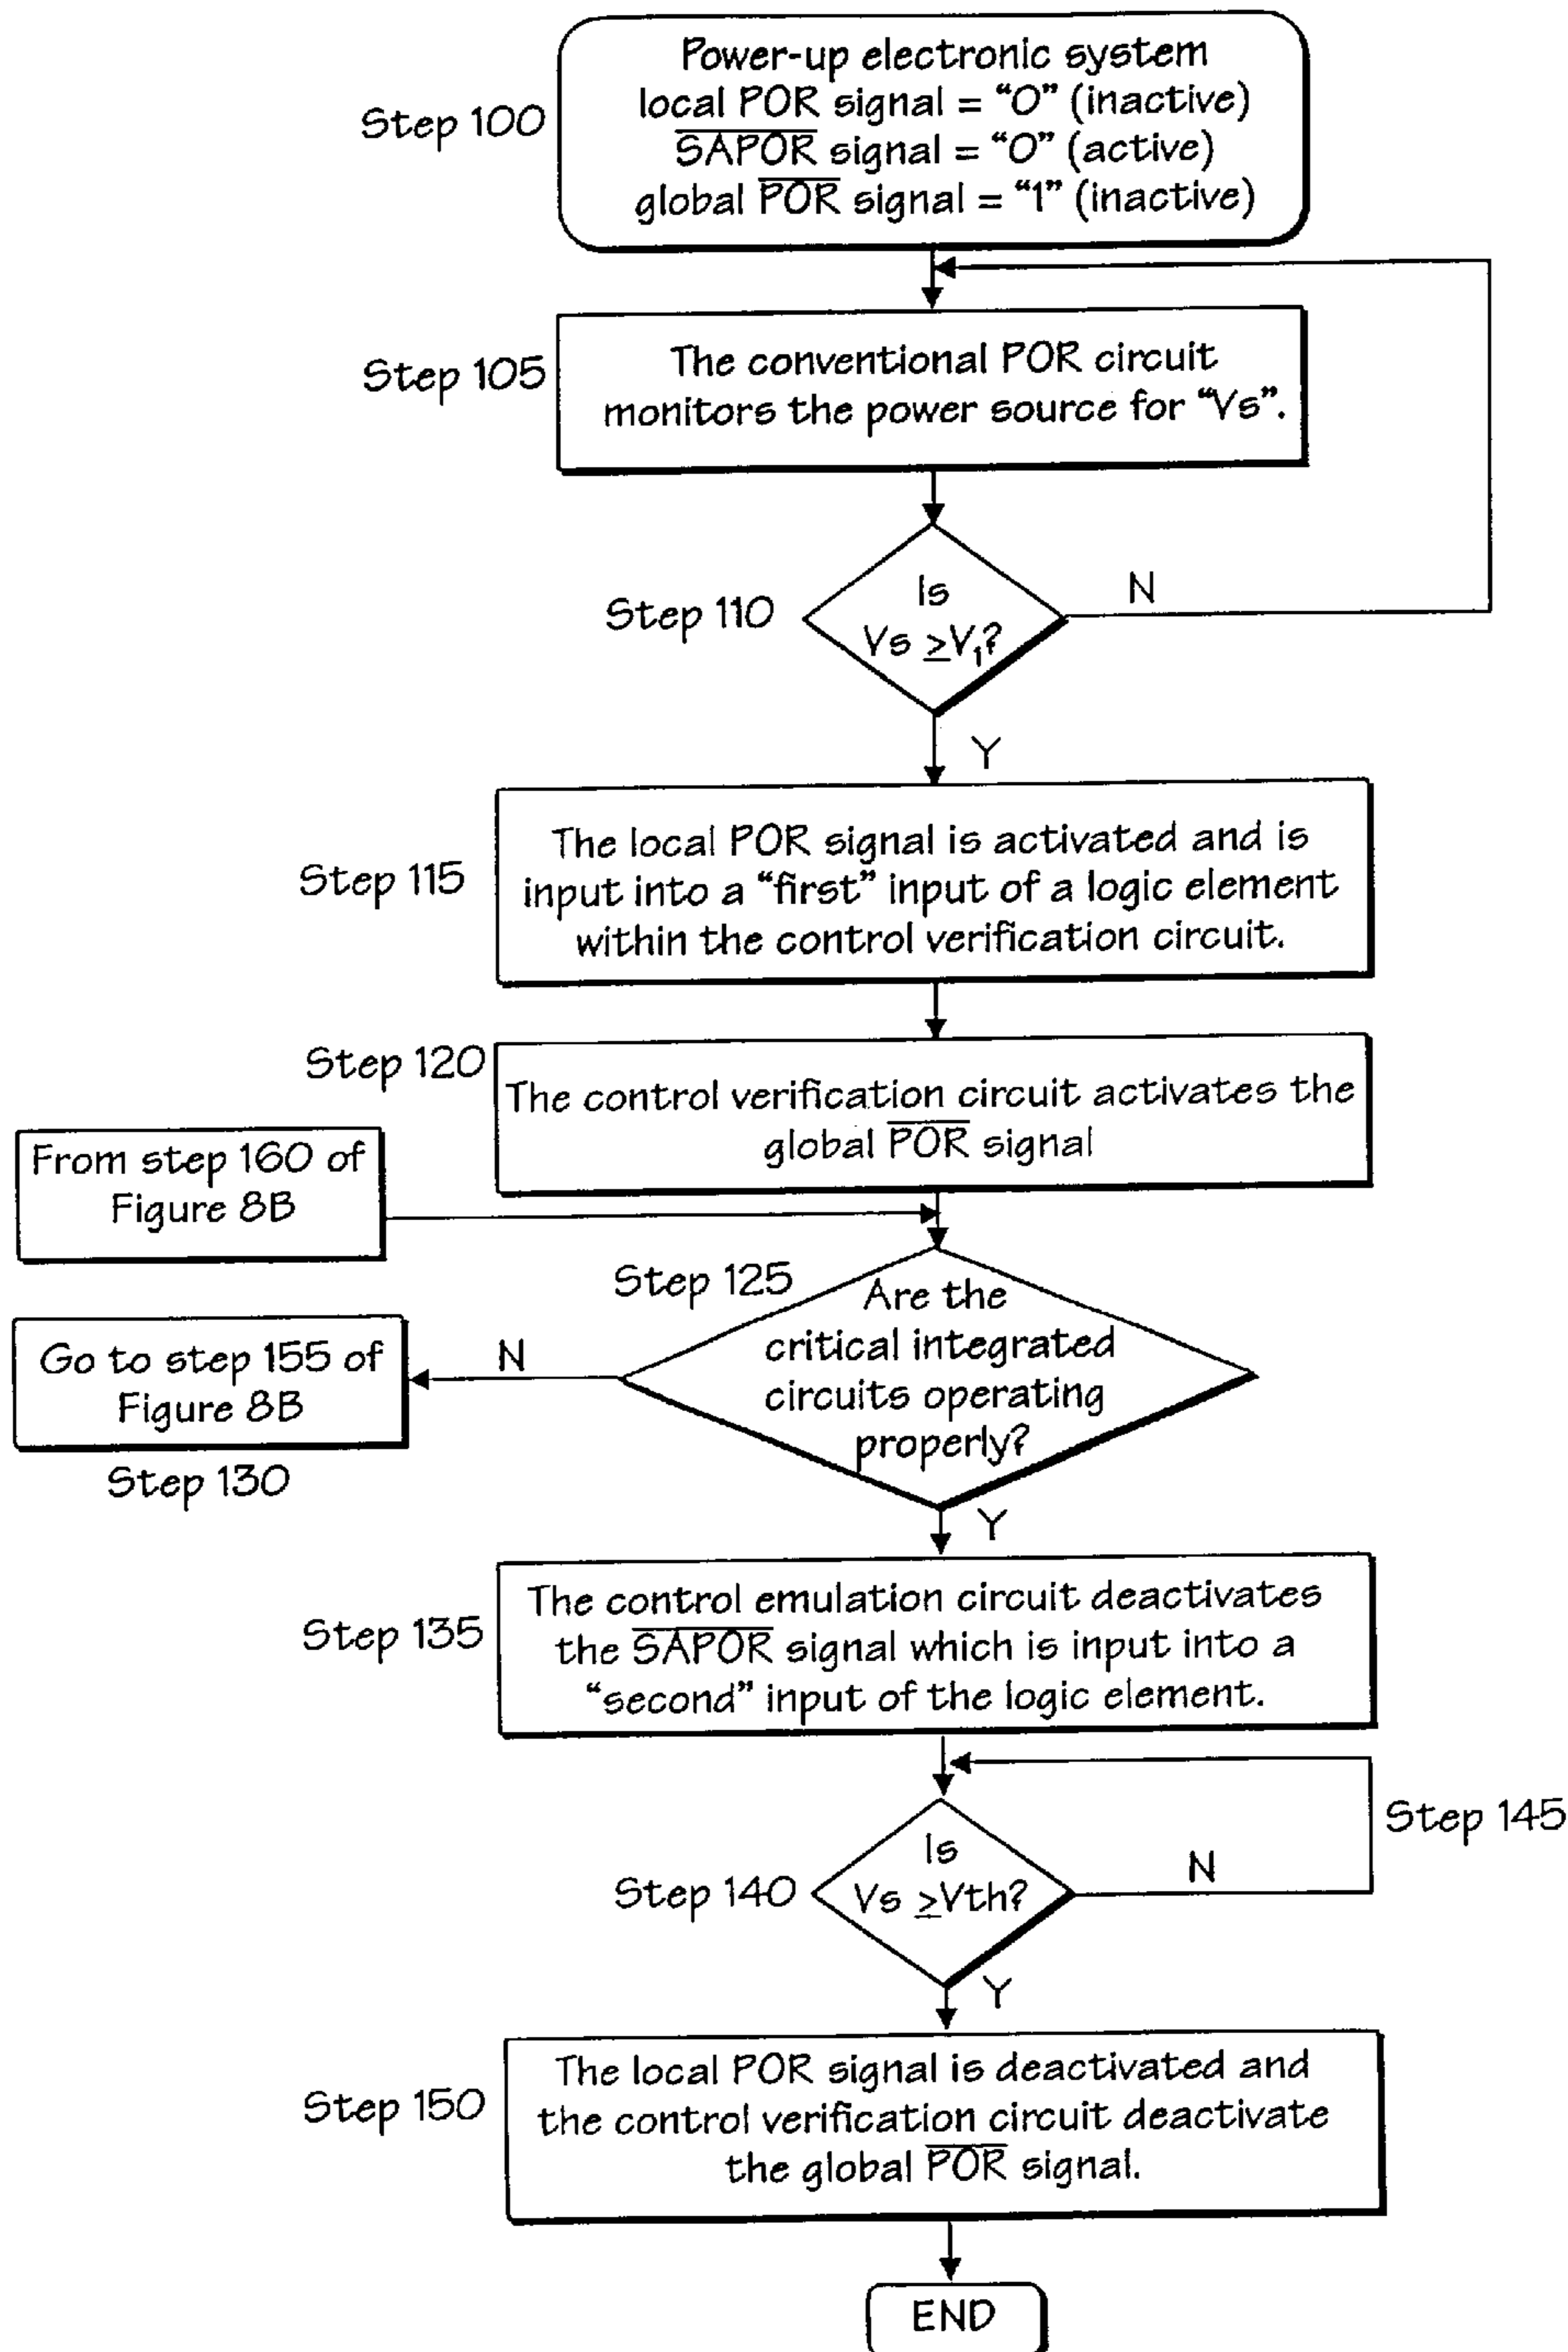 Power-up electronic system
Step 100
local POR signal = “0” (inactive)
S̅A̅P̅O̅R̅ signal = “0” (active)
global P̅O̅R̅ signal = “1” (inactive)
Step 105
The conventional POR circuit
monitors the power source for “Vs”.
Step 110
Is
Vs ≥V₁?
N
Y
Step 115
The local POR signal is activated and is
input into a “first” input of a logic element
within the control verification circuit.
Step 120
The control verification circuit activates the
global P̅O̅R̅ signal
From step 160 of
Figure 8B
Step 125
Are the
critical integrated
circuits operating
properly?
N
Go to step 155 of
Figure 8B
Step 130
Y
Step 135
The control emulation circuit deactivates
the S̅A̅P̅O̅R̅ signal which is input into a
“second” input of the logic element.
Step 140
Is
Vs ≥Vth?
N
Step 145
Y
Step 150
The local POR signal is deactivated and
the control verification circuit deactivate
the global P̅O̅R̅ signal.
END